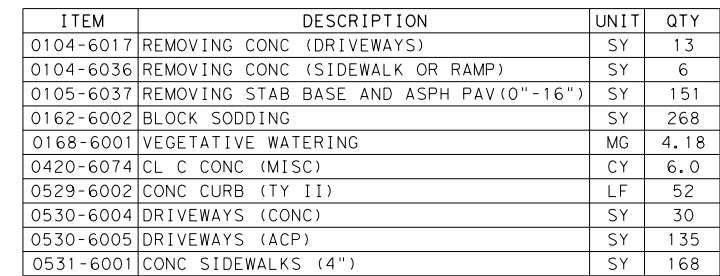 ITEM DESCRIPTION UNIT QTY
0104-6017 REMOVING CONC (DRIVEWAYS) SY 13
0104-6036 REMOVING CONC (SIDEWALK OR RAMP) SY 6
0105-6037 REMOVING STAB BASE AND ASPH PAV(0"-16") SY 151
0162-6002 BLOCK SODDING SY 268
0168-6001 VEGETATIVE WATERING MG 4.18
0420-6074 CL C CONC (MISC) CY 6.0
0529-6002 CONC CURB (TY II) LF 52
0530-6004 DRIVEWAYS (CONC) SY 30
0530-6005 DRIVEWAYS (ACP) SY 135
0531-6001 CONC SIDEWALKS (4") SY 168